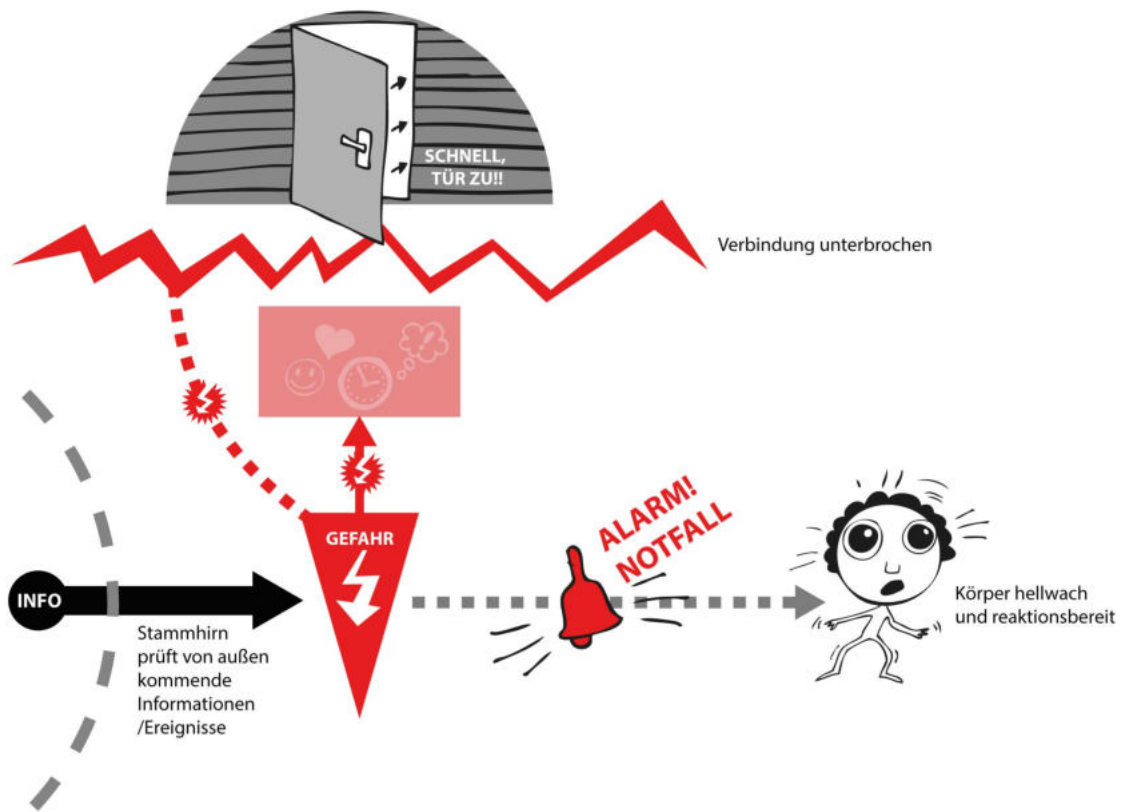 SCHNELL,
TÜR ZU!!
Verbindung unterbrochen
GEFAHR
ALARM!
NOTFALL
INFO
Stammhirn
prüft von außen
kommende
Informationen
/Ereignisse
Körper hellwach
und reaktionsbereit